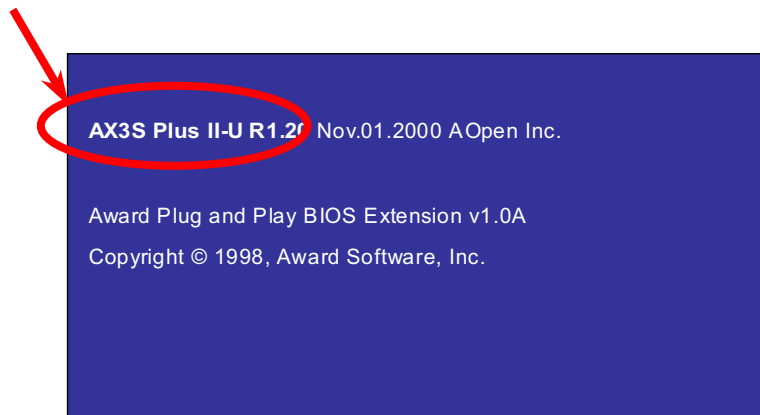 AX3S Plus II-U R1.20 Nov.01.2000 AOpen Inc.
Award Plug and Play BIOS Extension v1.0A
Copyright © 1998, Award Software, Inc.